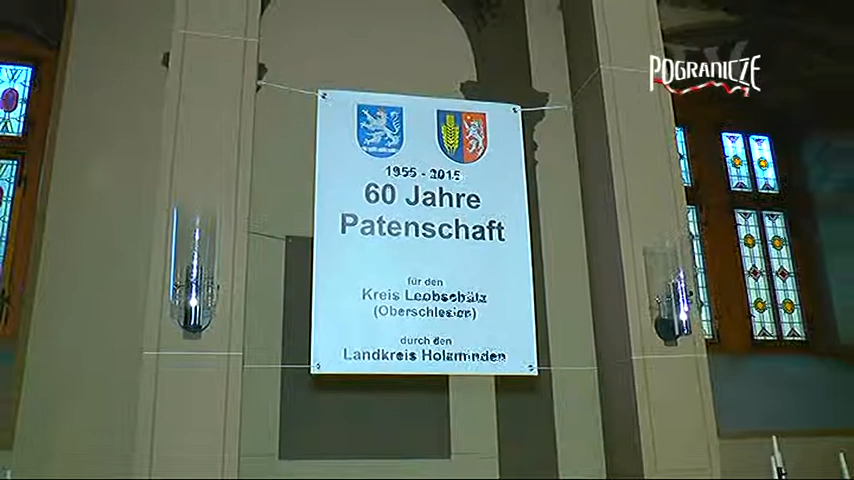 POGRANICZE
1955 - 2015
60 Jahre
Patenschaft
für den
Kreis Leobschütz
(Oberschlesien)
durch den
Landkreis Holzminden